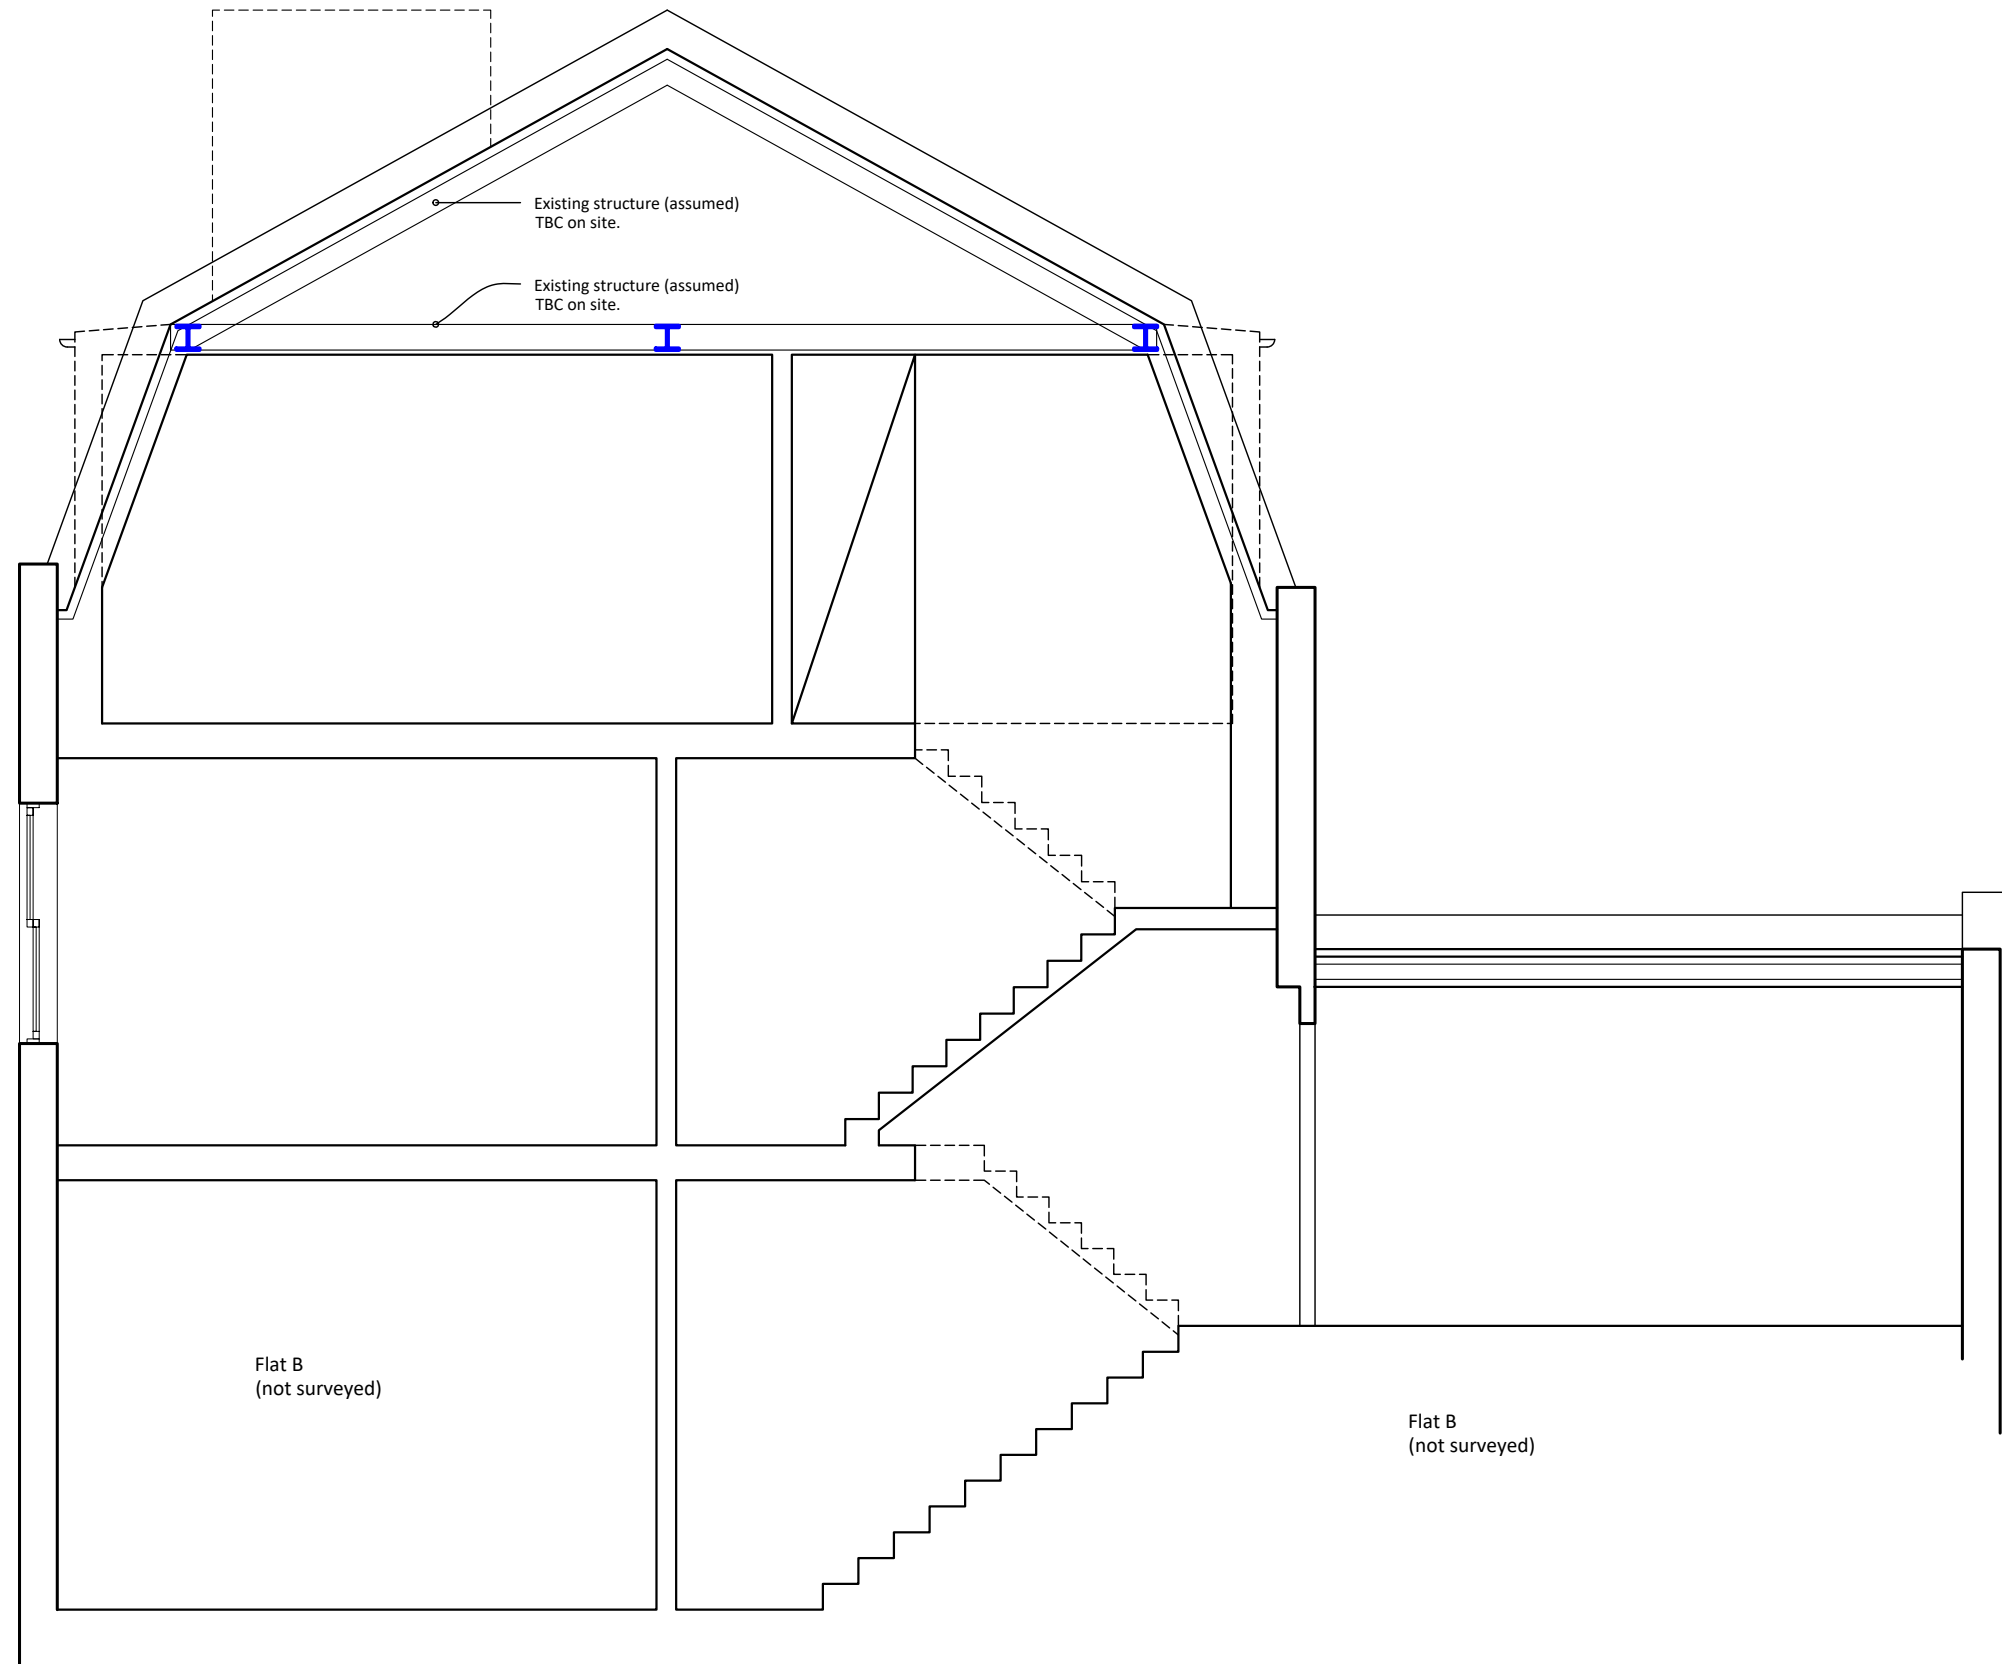 Existing structure (assumed)
TBC on site.
Existing structure (assumed)
TBC on site.
Flat B
(not surveyed)
Flat B
(not surveyed)